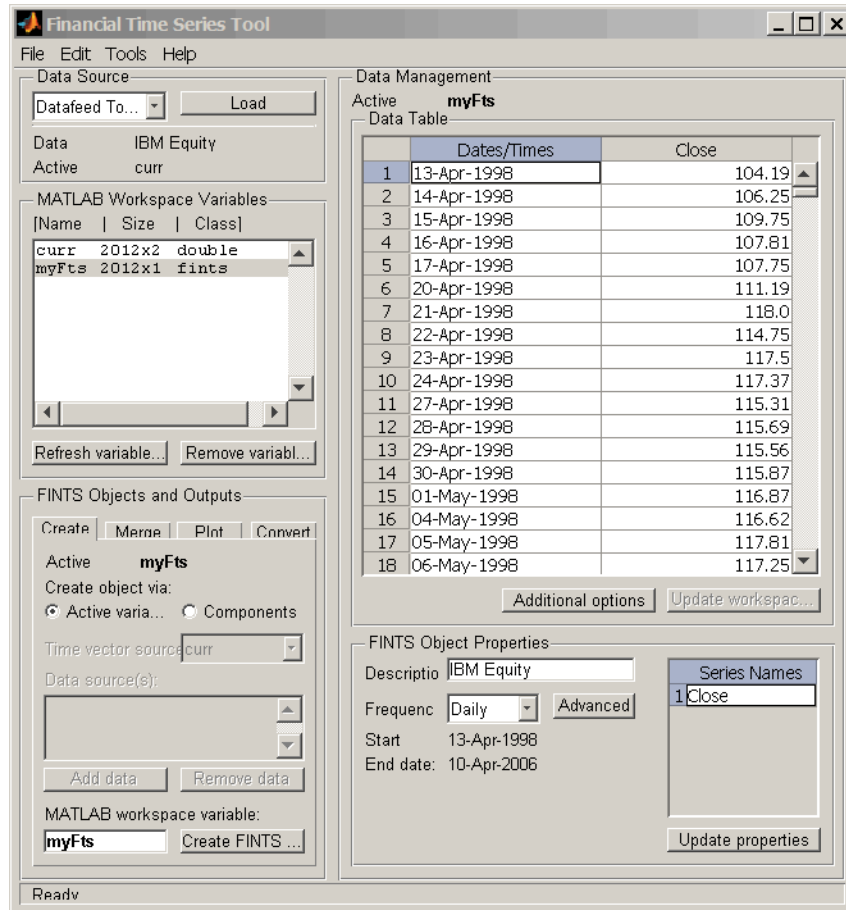 Financial Time Series Tool
File Edit Tools Help
Data Source
Datafeed To... Load
Data IBM Equity
Active curr
MATLAB Workspace Variables
[Name | Size | Class]
curr 2012x2 double
myFts 2012x1 fints
Refresh variable... Remove variabl...
FINTS Objects and Outputs
Create Merge Plot Convert
Active myFts
Create object via:
Active varia... Components
Time vector source curr
Data source(s):
Add data Remove data
MATLAB workspace variable:
myFts Create FINTS ...
Data Management
Active myFts
Data Table
Dates/Times Close
1 13-Apr-1998 104.19
2 14-Apr-1998 106.25
3 15-Apr-1998 109.75
4 16-Apr-1998 107.81
5 17-Apr-1998 107.75
6 20-Apr-1998 111.19
7 21-Apr-1998 118.0
8 22-Apr-1998 114.75
9 23-Apr-1998 117.5
10 24-Apr-1998 117.37
11 27-Apr-1998 115.31
12 28-Apr-1998 115.69
13 29-Apr-1998 115.56
14 30-Apr-1998 115.87
15 01-May-1998 116.87
16 04-May-1998 116.62
17 05-May-1998 117.81
18 06-May-1998 117.25
Additional options Update workspac...
FINTS Object Properties
Descriptio IBM Equity
Frequenc Daily Advanced
Start 13-Apr-1998
End date: 10-Apr-2006
Series Names
1 Close
Update properties
Ready